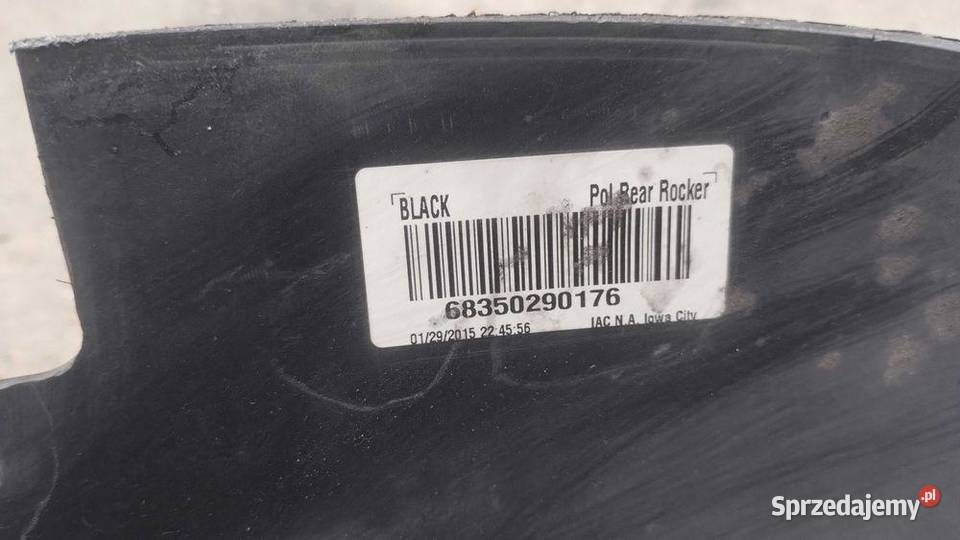 BLACK Pol Rear Rocker
68350290176
01/29/2015 22:45:56 IAC N.A. Iowa City
Sprzedajemy.pl